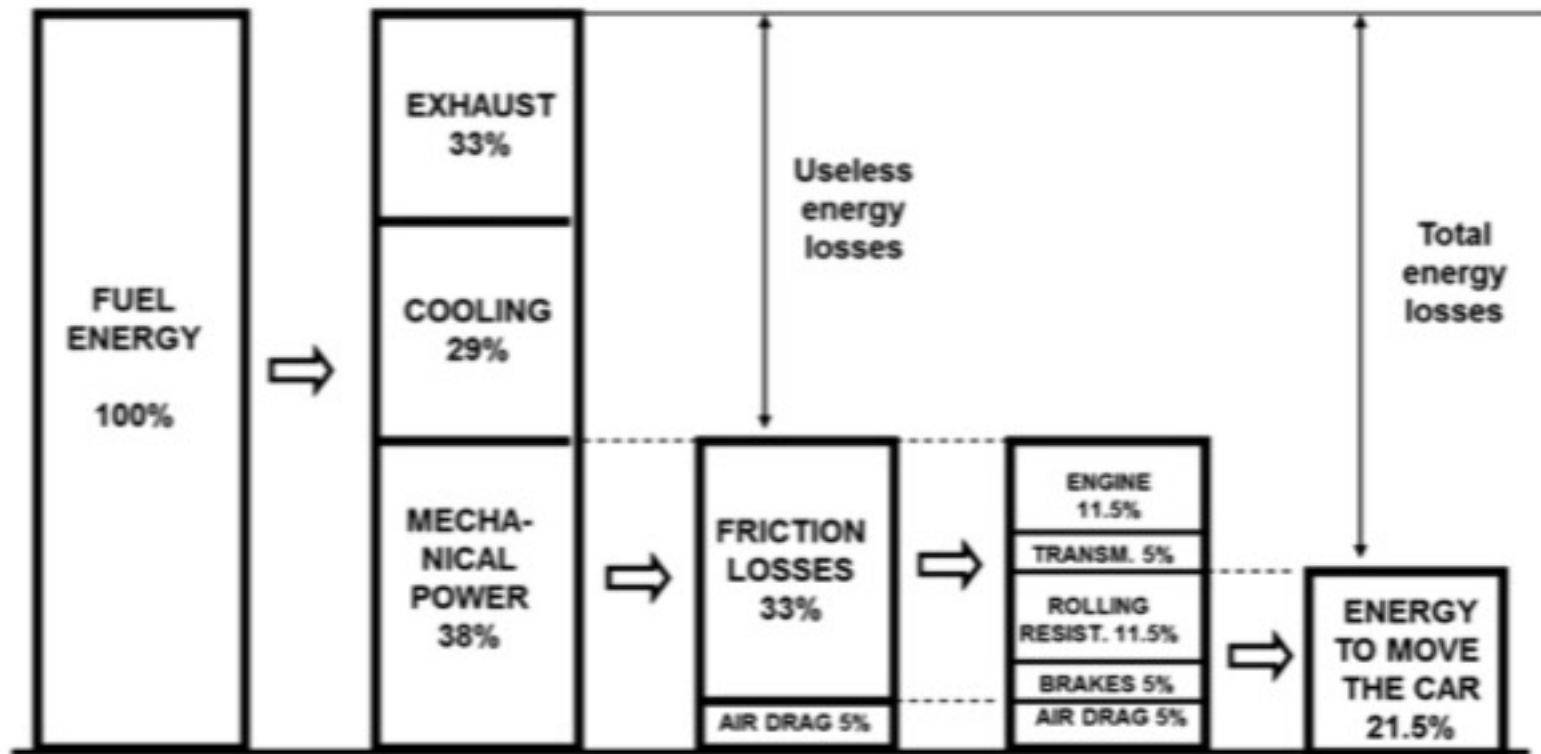 FUEL
ENERGY
100%
EXHAUST
33%
COOLING
29%
MECHA-
NICAL
POWER
38%
Useless
energy
losses
FRICTION
LOSSES
33%
AIR DRAG 5%
ENGINE
11.5%
TRANSM. 5%
ROLLING
RESIST. 11.5%
BRAKES 5%
AIR DRAG 5%
Total
energy
losses
ENERGY
TO MOVE
THE CAR
21.5%